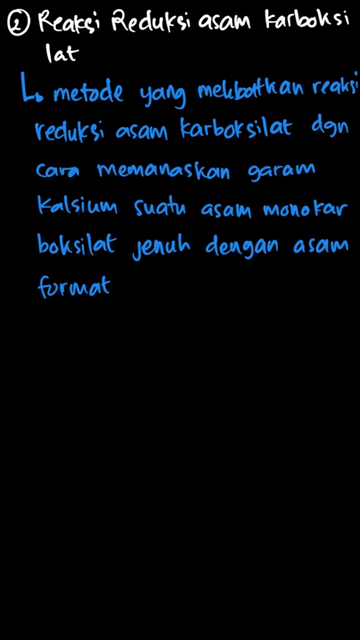 ② Reaksi Reduksi asam karboksi
lat
↳ metode yang melibatkan reaksi
reduksi asam karboksilat dgn
cara memanaskan garam
kalsium suatu asam monokar
boksilat jenuh dengan asam
format